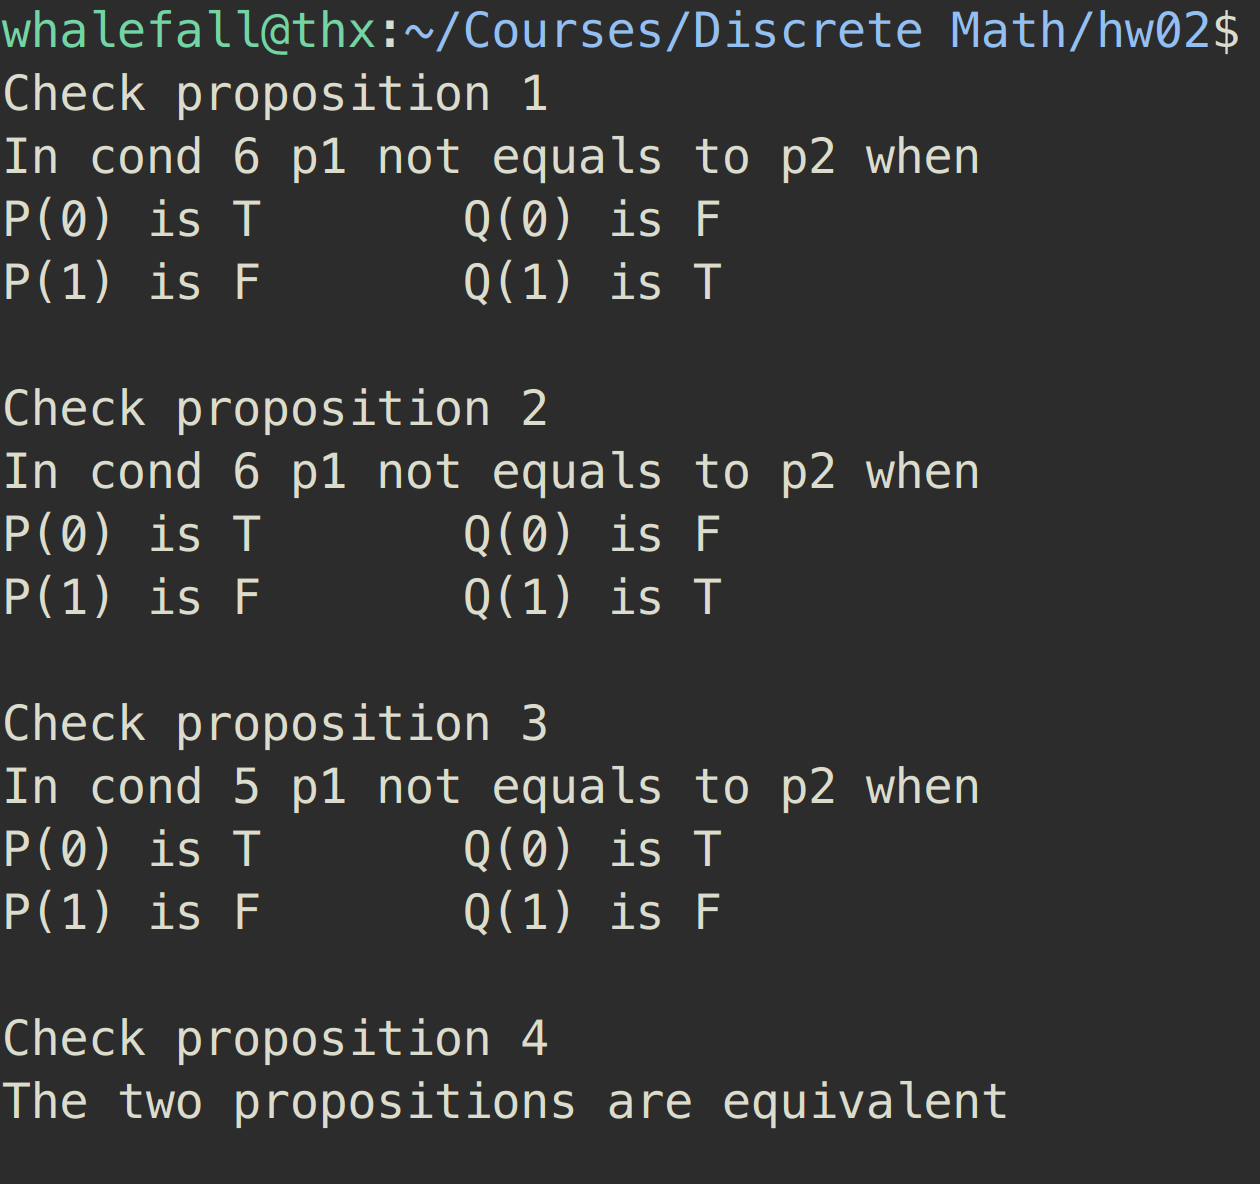 whalefall@thx:~/Courses/Discrete Math/hw02$
Check proposition 1
In cond 6 p1 not equals to p2 when
P(0) is T       Q(0) is F
P(1) is F       Q(1) is T
Check proposition 2
In cond 6 p1 not equals to p2 when
P(0) is T       Q(0) is F
P(1) is F       Q(1) is T
Check proposition 3
In cond 5 p1 not equals to p2 when
P(0) is T       Q(0) is T
P(1) is F       Q(1) is F
Check proposition 4
The two propositions are equivalent